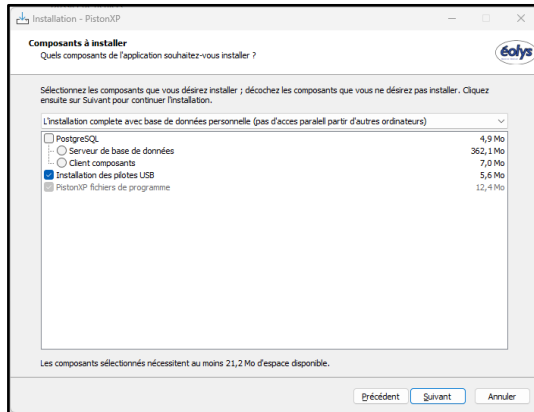 Installation - PistonXP
Composants à installer
Quels composants de l'application souhaitez-vous installer ?
éolys
Sélectionnez les composants que vous désirez installer ; décochez les composants que vous ne désirez pas installer. Cliquez
ensuite sur Suivant pour continuer l'installation.
L'installation complete avec base de données personnelle (pas d'acces paralell partir d'autres ordinateurs)
PostgreSQL 4,9 Mo
Serveur de base de données 362,1 Mo
Client composants 7,0 Mo
Installation des pilotes USB 5,6 Mo
PistonXP fichiers de programme 12,4 Mo
Les composants sélectionnés nécessitent au moins 21,2 Mo d'espace disponible.
Précédent Suivant Annuler